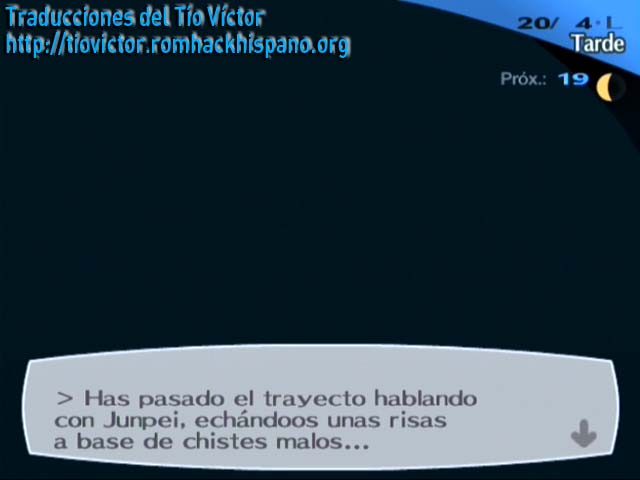 Traducciones del Tío Víctor
http://tiovictor.romhackhispano.org
20/ 4·L
Tarde
Próx.: 19
> Has pasado el trayecto hablando
con Junpei, echándoos unas risas
a base de chistes malos...